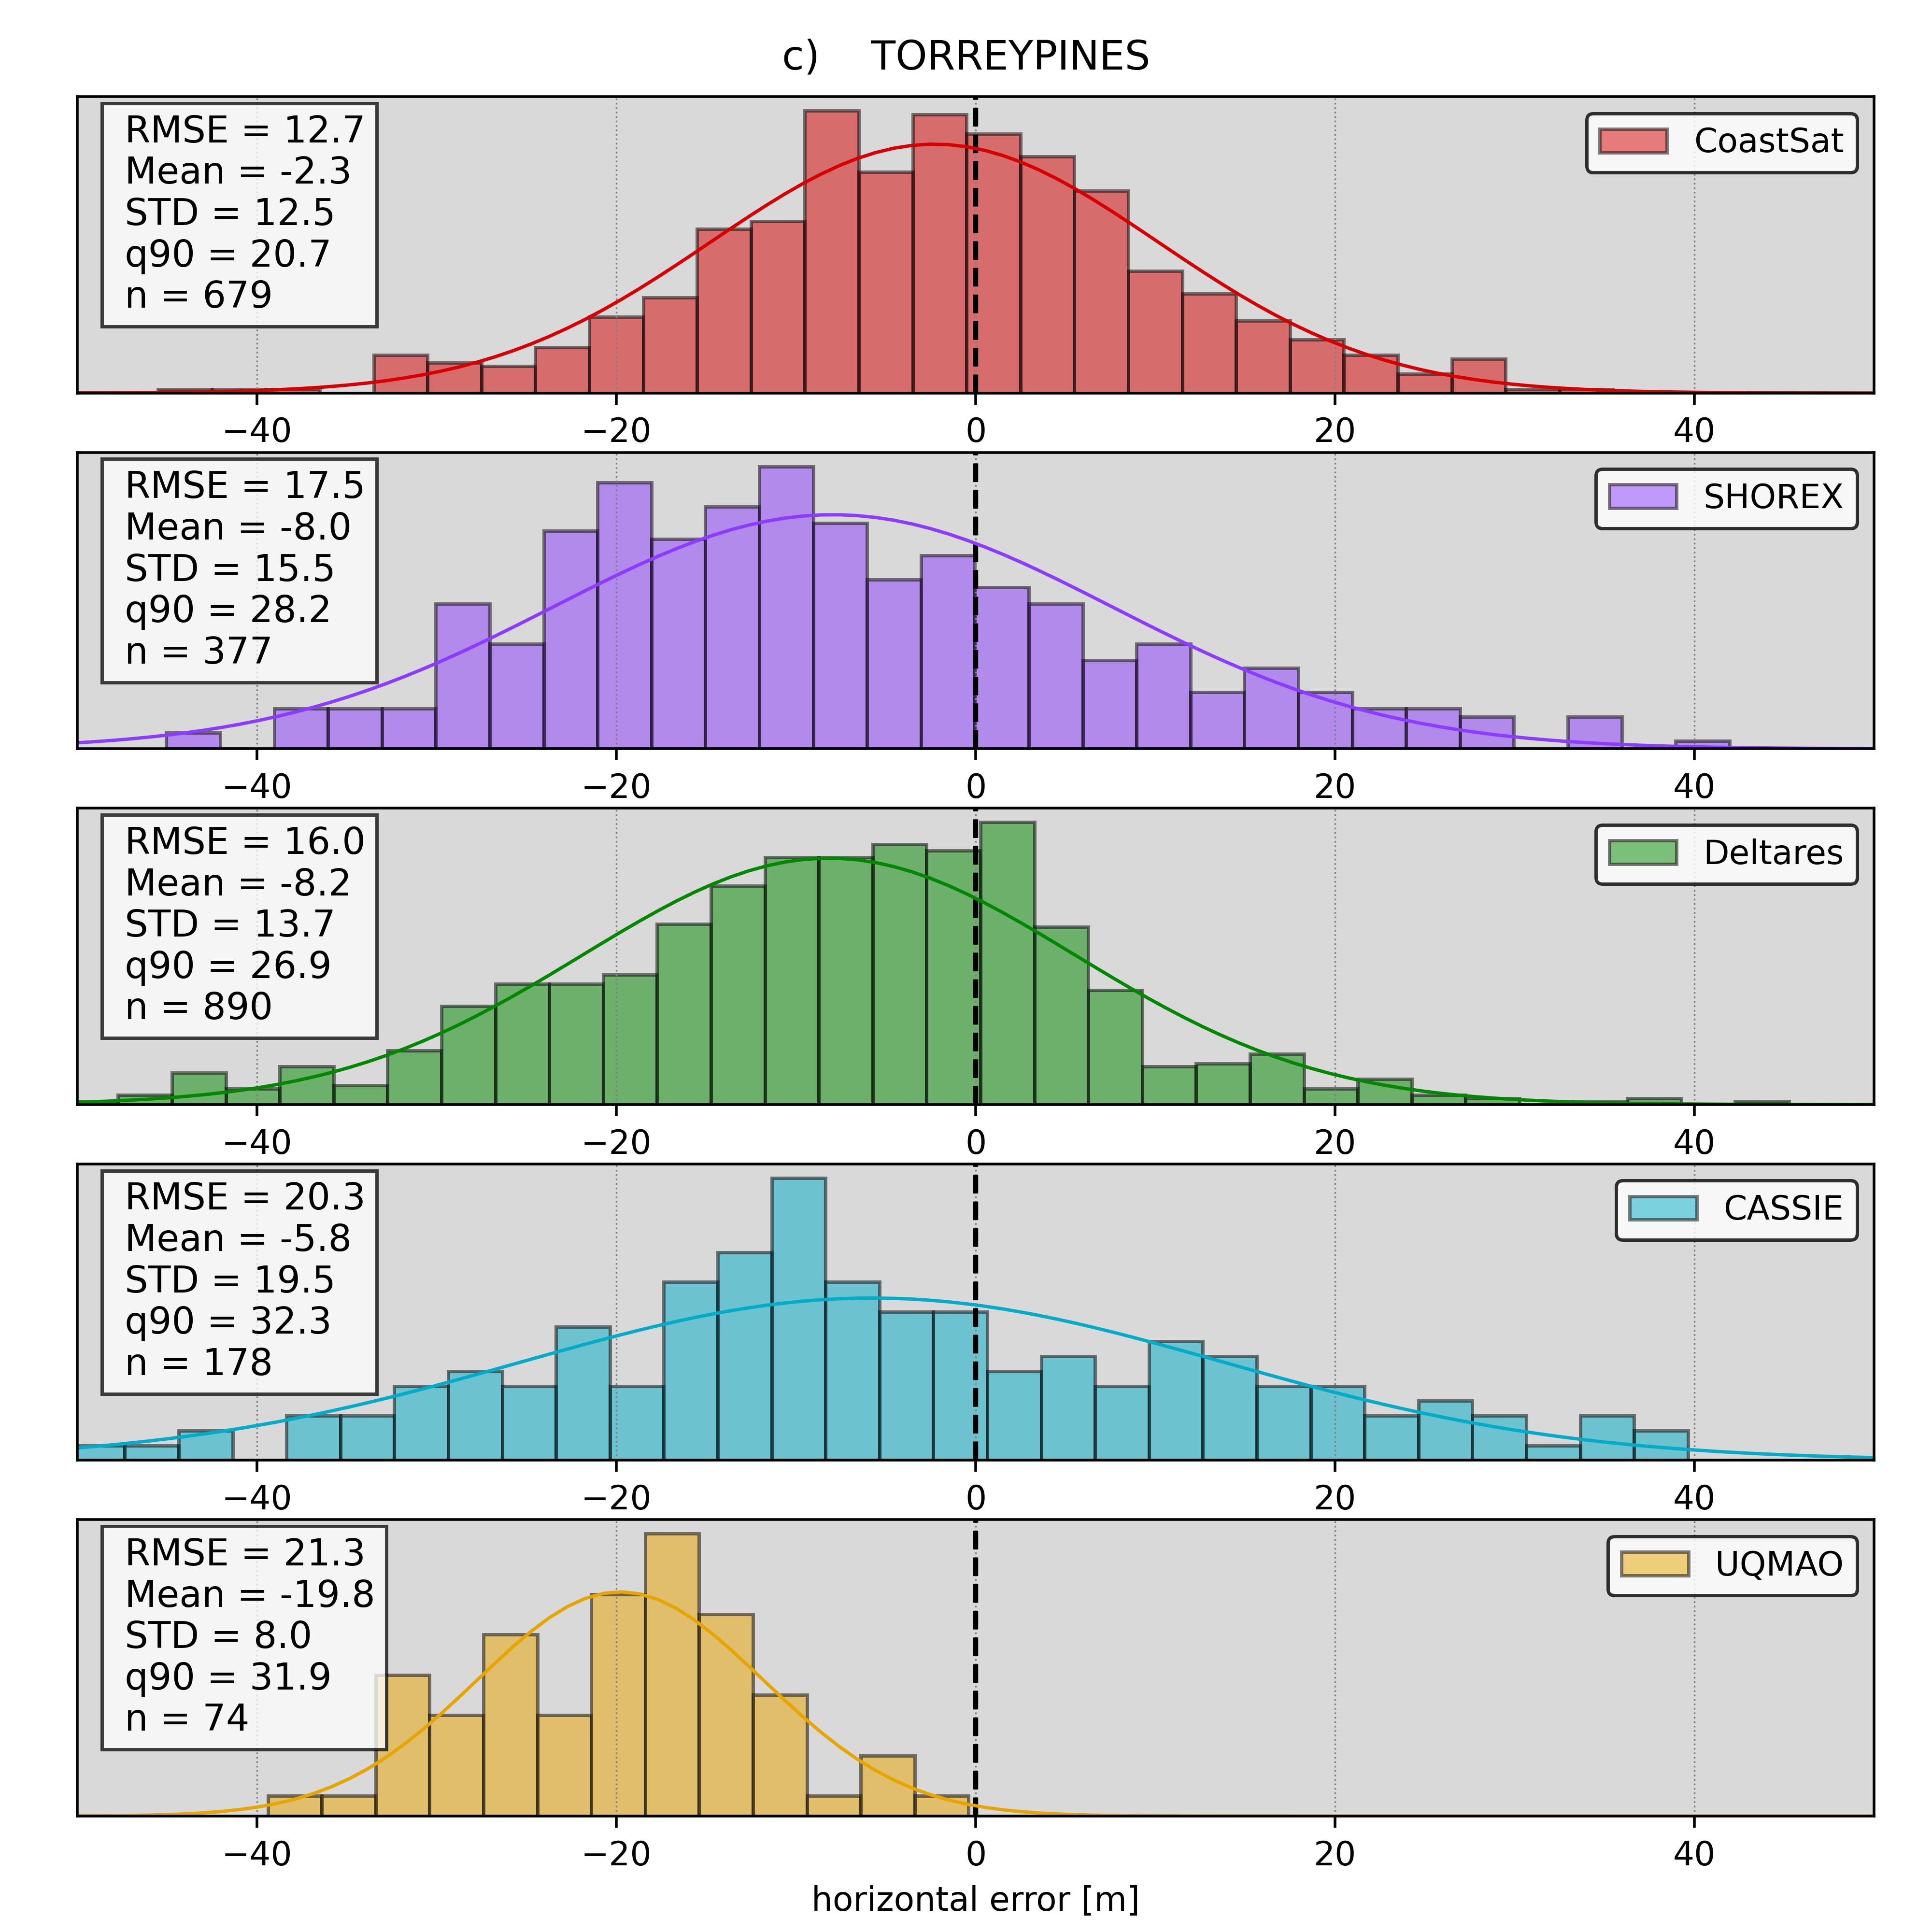 c) TORREYPINES
RMSE = 12.7
Mean = -2.3
STD = 12.5
q90 = 20.7
n = 679
CoastSat
−40 −20 0 20 40
RMSE = 17.5
Mean = -8.0
STD = 15.5
q90 = 28.2
n = 377
SHOREX
−40 −20 0 20 40
RMSE = 16.0
Mean = -8.2
STD = 13.7
q90 = 26.9
n = 890
Deltares
−40 −20 0 20 40
RMSE = 20.3
Mean = -5.8
STD = 19.5
q90 = 32.3
n = 178
CASSIE
−40 −20 0 20 40
RMSE = 21.3
Mean = -19.8
STD = 8.0
q90 = 31.9
n = 74
UQMAO
−40 −20 0 20 40
horizontal error [m]